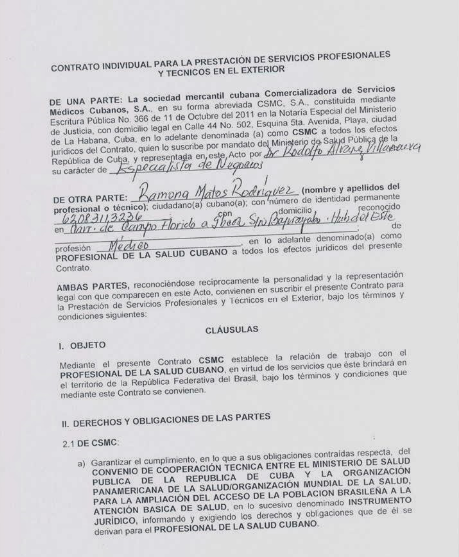 CONTRATO INDIVIDUAL PARA LA PRESTACIÓN DE SERVICIOS PROFESIONALES
Y TECNICOS EN EL EXTERIOR
DE UNA PARTE: La sociedad mercantil cubana Comercializadora de Servicios
Médicos Cubanos, S.A., en su forma abreviada CSMC, S.A., constituida mediante
Escritura Pública No. 366 de 11 de Octubre del 2011 en la Notaria Especial del Ministerio
de Justicia, con domicilio legal en Calle 44 No. 502, Esquina 5ta. Avenida, Playa, ciudad
de La Habana, Cuba, en lo adelante denominada (a) como CSMC a todos los efectos
jurídicos del Contrato, quien lo suscribe por mandato del Ministerio de Salud Pública de la
República de Cuba, y representada en este Acto por Dr Rodolfo Alvarez Villanueva
su carácter de Especialista de Negocios
DE OTRA PARTE: Ramona Matos Rodríguez (nombre y apellidos del
profesional o técnico); ciudadano(a) cubano(a); con número de identidad permanente
62083113236 con domicilio reconocido
en Carr. de Campo Florido a Hab del Este
de
profesión Médico, en lo adelante denominado(a) como
PROFESIONAL DE LA SALUD CUBANO a todos los efectos jurídicos del presente
Contrato.
AMBAS PARTES, reconociéndose recíprocamente la personalidad y la representación
legal con que comparecen en este Acto, convienen en suscribir el presente Contrato para
la Prestación de Servicios Profesionales y Técnicos en el Exterior, bajo los términos y
condiciones siguientes:
CLÁUSULAS
I. OBJETO
Mediante el presente Contrato CSMC establece la relación de trabajo con el
PROFESIONAL DE LA SALUD CUBANO, en virtud de los servicios que éste brindará en
el territorio de la República Federativa del Brasil, bajo los términos y condiciones que
mediante este Contrato se convienen.
II. DERECHOS Y OBLIGACIONES DE LAS PARTES
2.1 DE CSMC:
a) Garantizar el cumplimiento, en lo que a sus obligaciones contraídas respecta, del
CONVENIO DE COOPERACIÓN TECNICA ENTRE EL MINISTERIO DE SALUD
PUBLICA DE LA REPUBLICA DE CUBA Y LA ORGANIZACIÓN
PANAMERICANA DE LA SALUD/ORGANIZACIÓN MUNDIAL DE LA SALUD,
PARA LA AMPLIACIÓN DEL ACCESO DE LA POBLACION BRASILEÑA A LA
ATENCIÓN BASICA DE SALUD, en lo sucesivo denominado INSTRUMENTO
JURÍDICO, informando y exigiendo los derechos y obligaciones que de él se
derivan para el PROFESIONAL DE LA SALUD CUBANO.